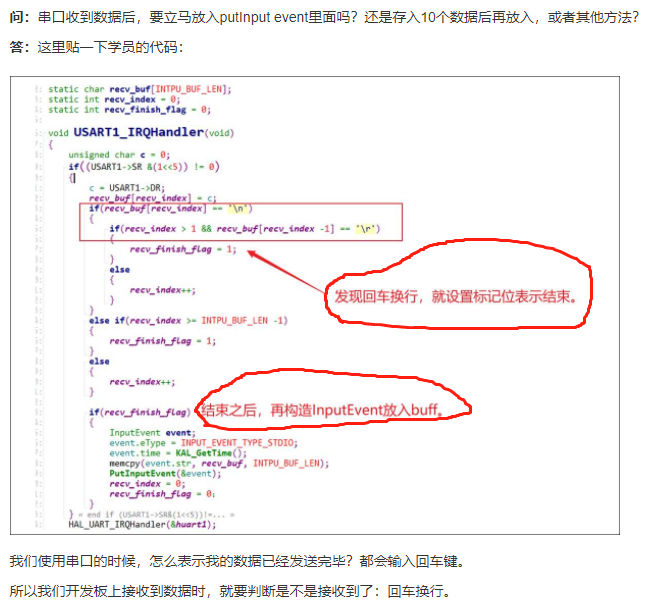 问：串口收到数据后，要立马放入putInput event里面吗？还是存入10个数据后再放入，或者其他方法？
答：这里贴一下学员的代码：
static char recv_buf[INTPU_BUF_LEN];
static int recv_index = 0;
static int recv_finish_flag = 0;
void USART1_IRQHandler(void)
{
unsigned char c = 0;
if((USART1->SR &(1<<5)) != 0)
{
c = USART1->DR;
recv_buf[recv_index] = c;
if(recv_buf[recv_index] == '\n')
{
if(recv_index > 1 && recv_buf[recv_index -1] == '\r')
{
recv_finish_flag = 1;
}
else
{
recv_index++;
}
}
else if(recv_index >= INTPU_BUF_LEN -1)
{
recv_finish_flag = 1;
}
else
{
recv_index++;
}
发现回车换行，就设置标记位表示结束。
if(recv_finish_flag)
结束之后，再构造InputEvent放入buff。
{
InputEvent event;
event.eType = INPUT_EVENT_TYPE_STDIO;
event.time = KAL_GetTime();
memcpy(event.str, recv_buf, INTPU_BUF_LEN);
PutInputEvent(&event);
recv_index = 0;
recv_finish_flag = 0;
}
} = end if (USART1->SR&(1<<5))!=... =
HAL_UART_IRQHandler(&huart1);
我们使用串口的时候，怎么表示我的数据已经发送完毕？都会输入回车键。
所以我们开发板上接收到数据时，就要判断是不是接收到了：回车换行。